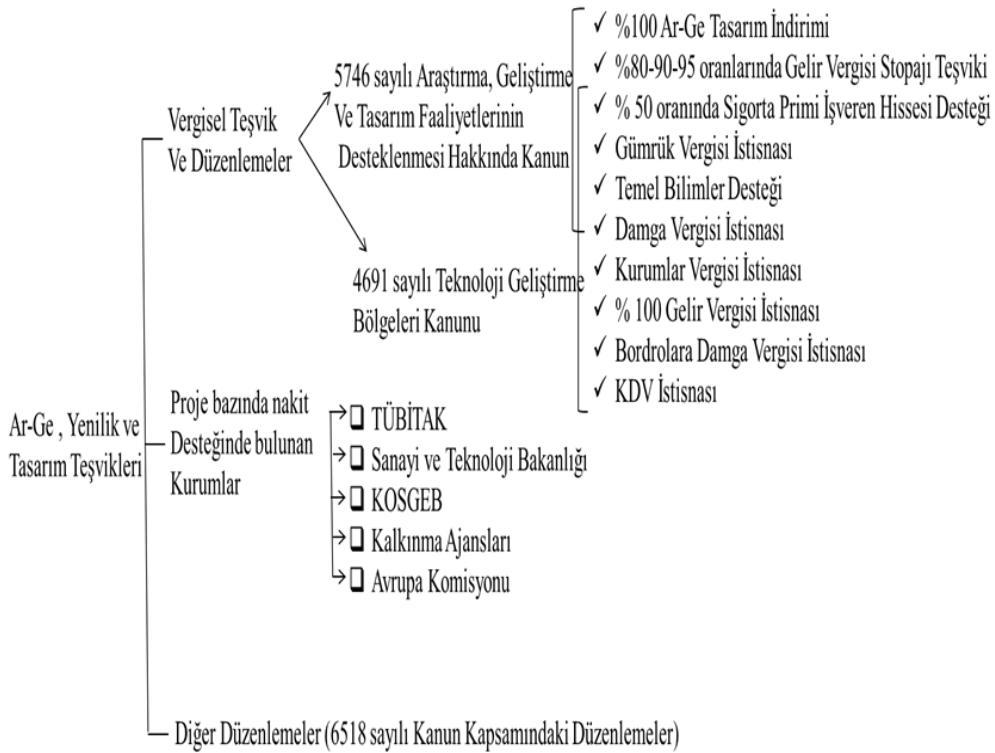 Ar-Ge , Yenilik ve
Tasarım Teşvikleri
Vergisel Teşvik
Ve Düzenlemeler
5746 sayılı Araştırma, Geliştirme
Ve Tasarım Faaliyetlerinin
Desteklenmesi Hakkında Kanun
✓ %100 Ar-Ge Tasarım İndirimi
✓ %80-90-95 oranlarında Gelir Vergisi Stopajı Teşviki
✓ % 50 oranında Sigorta Primi İşveren Hissesi Desteği
✓ Gümrük Vergisi İstisnası
✓ Temel Bilimler Desteği
✓ Damga Vergisi İstisnası
4691 sayılı Teknoloji Geliştirme
Bölgeleri Kanunu
✓ Kurumlar Vergisi İstisnası
✓ % 100 Gelir Vergisi İstisnası
✓ Bordrolara Damga Vergisi İstisnası
✓ KDV İstisnası
Proje bazında nakit
Desteğinde bulunan
Kurumlar
❑ TÜBİTAK
❑ Sanayi ve Teknoloji Bakanlığı
❑ KOSGEB
❑ Kalkınma Ajansları
❑ Avrupa Komisyonu
Diğer Düzenlemeler (6518 sayılı Kanun Kapsamındaki Düzenlemeler)